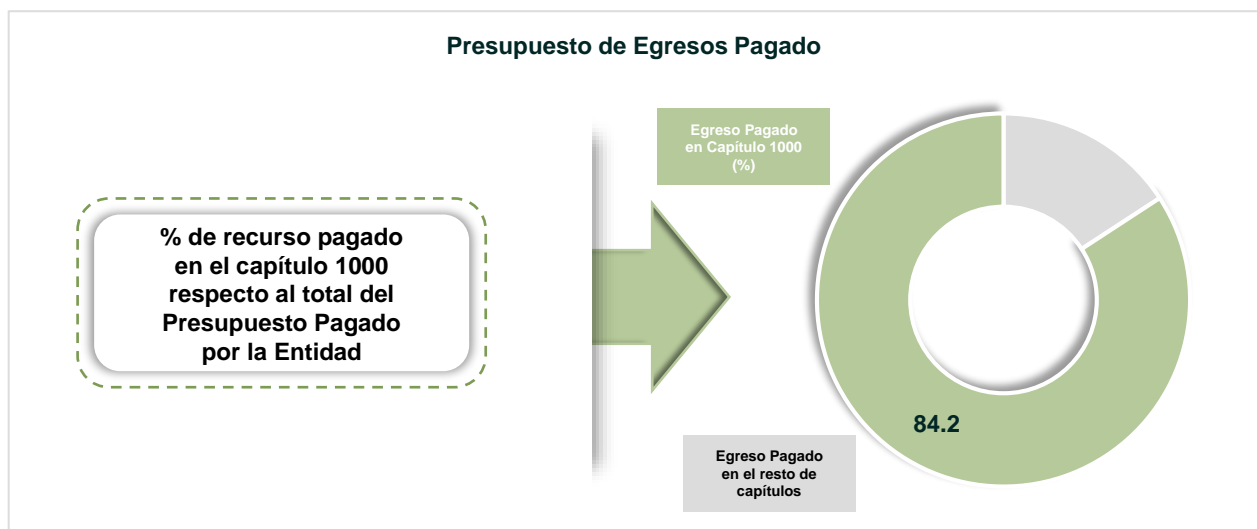 Presupuesto de Egresos Pagado
Egreso Pagado
en Capítulo 1000
(%)
% de recurso pagado
en el capítulo 1000
respecto al total del
Presupuesto Pagado
por la Entidad
84.2
Egreso Pagado
en el resto de
capítulos